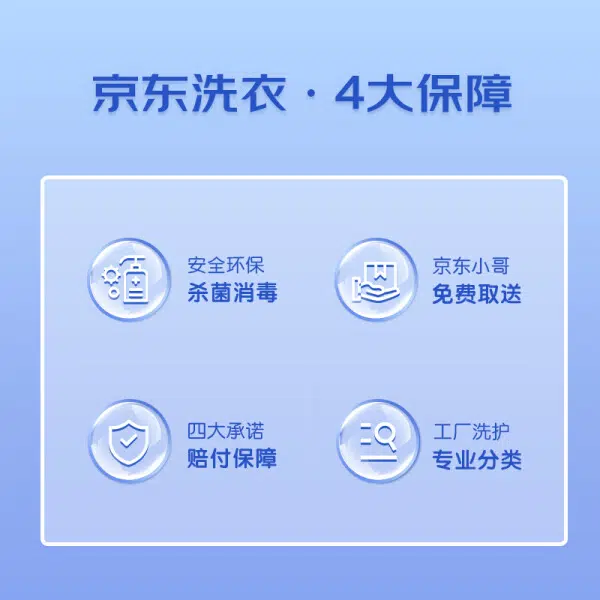 京东洗衣·4大保障
安全环保
杀菌消毒
京东小哥
免费取送
四大承诺
赔付保障
工厂洗护
专业分类